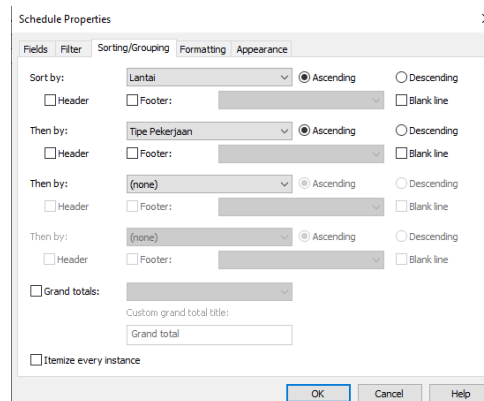 Schedule Properties
Fields Filter Sorting/Grouping Formatting Appearance
Sort by: Lantai Ascending Descending
Header Footer: Blank line
Then by: Tipe Pekerjaan Ascending Descending
Header Footer: Blank line
Then by: (none) Ascending Descending
Header Footer: Blank line
Then by: (none) Ascending Descending
Header Footer: Blank line
Grand totals:
Custom grand total title:
Grand total
Itemize every instance
OK Cancel Help